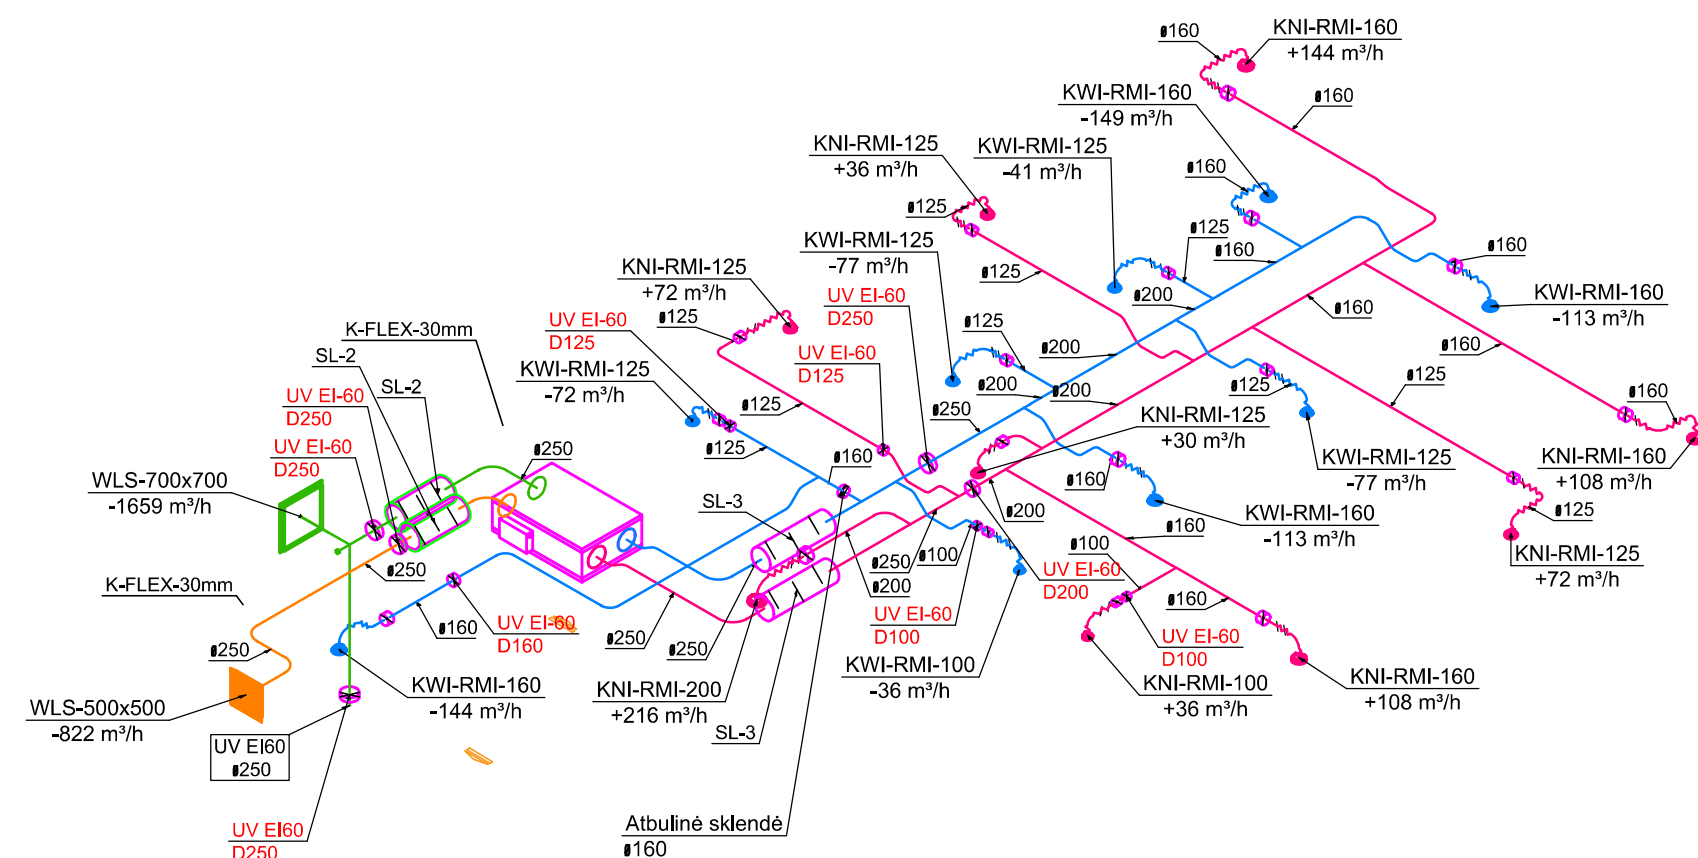 ø160
KNI-RMI-160
+144 m³/h
KWI-RMI-160
-149 m³/h
ø160
KNI-RMI-125
+36 m³/h
KWI-RMI-125
-41 m³/h
ø160
ø125
KWI-RMI-125
-77 m³/h
ø125
ø160
ø160
KNI-RMI-125
+72 m³/h
ø125
UV EI-60
D250
ø125
ø200
KWI-RMI-160
-113 m³/h
ø160
K-FLEX-30mm
UV EI-60
D125
UV EI-60
D125
ø125
ø200
ø160
SL-2
KWI-RMI-125
-72 m³/h
SL-2
UV EI-60
D250
ø125
ø200
ø200
ø125
ø125
ø160
ø250
KNI-RMI-125
+30 m³/h
UV EI-60
D250
ø250
ø125
ø160
ø160
KWI-RMI-125
-77 m³/h
KNI-RMI-160
+108 m³/h
WLS-700x700
-1659 m³/h
SL-3
ø200
KWI-RMI-160
-113 m³/h
ø125
ø160
ø100
ø250
ø100
KNI-RMI-125
+72 m³/h
K-FLEX-30mm
ø250
ø200
UV EI-60
D200
ø160
UV EI-60
D160
ø160
UV EI-60
D100
UV EI-60
D100
ø250
ø250
ø250
KWI-RMI-100
-36 m³/h
KNI-RMI-100
+36 m³/h
KNI-RMI-160
+108 m³/h
KWI-RMI-160
-144 m³/h
KNI-RMI-200
+216 m³/h
WLS-500x500
-822 m³/h
SL-3
UV EI60
ø250
UV EI60
D250
Atbulinė sklendė
ø160